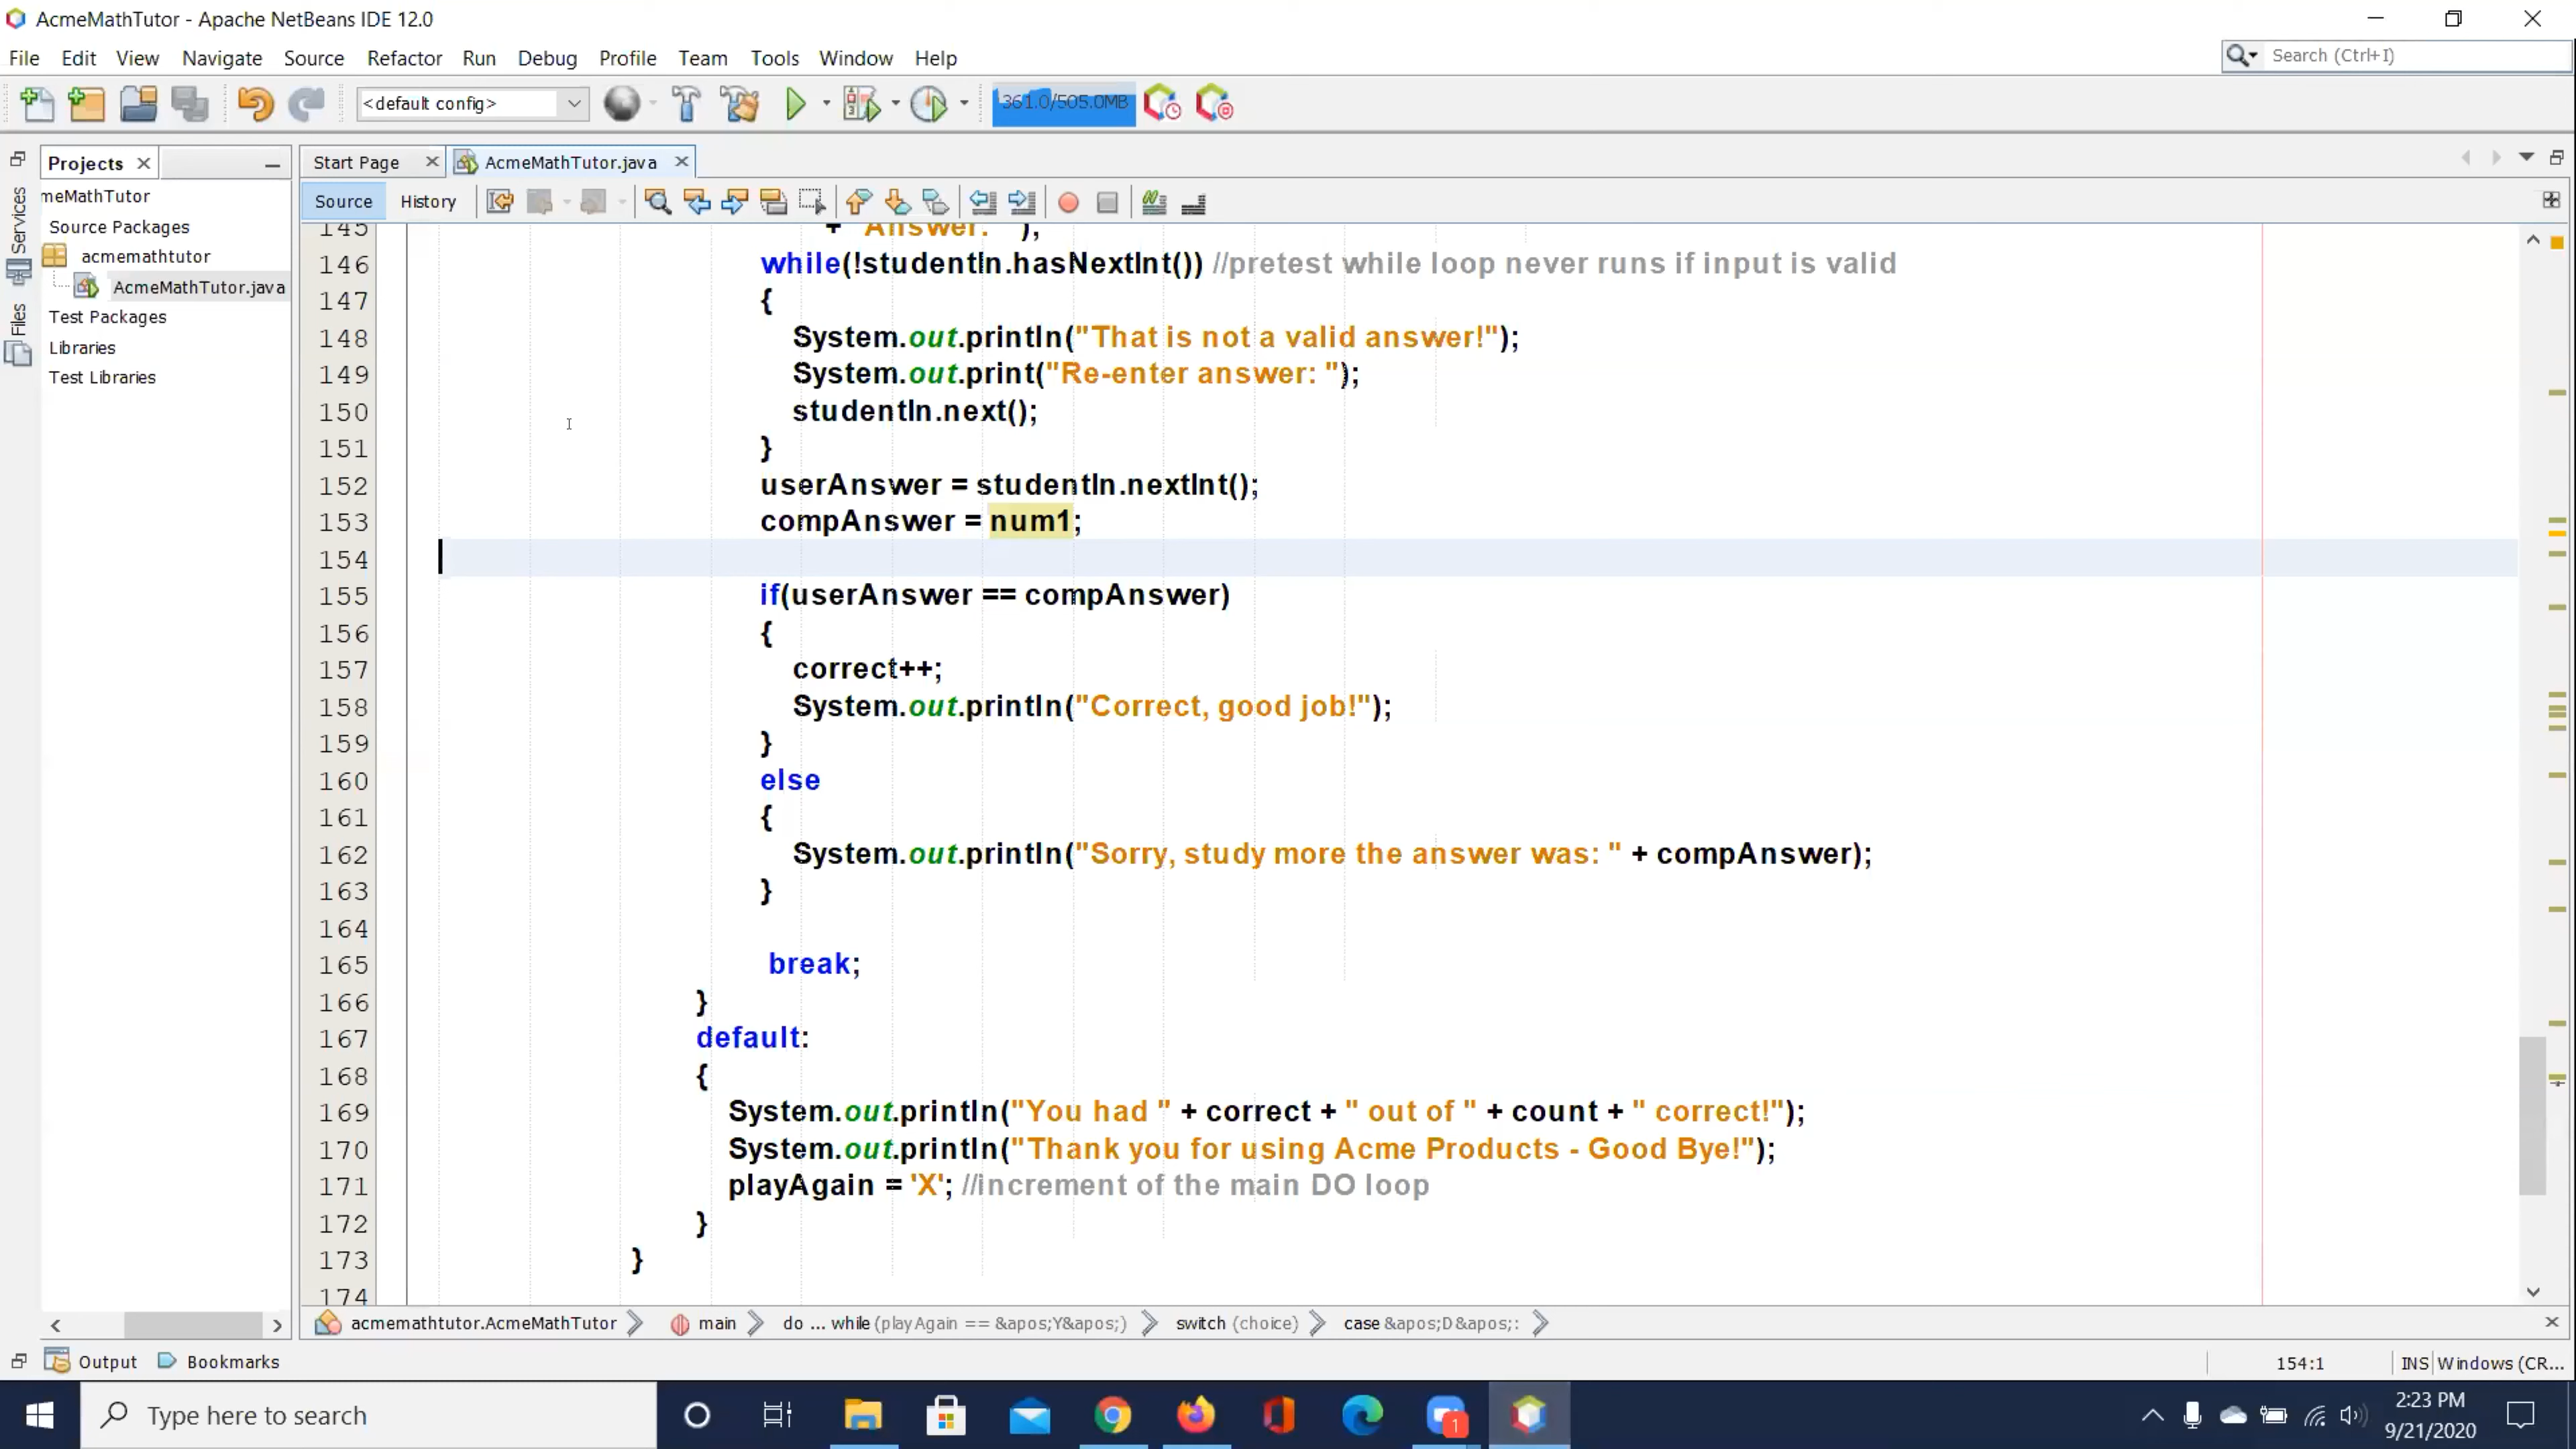 AcmeMathTutor - Apache NetBeans IDE 12.0
File Edit View Navigate Source Refactor Run Debug Profile Team Tools Window Help
Search (Ctrl+I)
<default config>
361.0/505.0MB
Projects
Start Page
AcmeMathTutor.java
Source
History
Services
Files
meMathTutor
Source Packages
acmemathtutor
AcmeMathTutor.java
Test Packages
Libraries
Test Libraries
145 + "Answer: " );
146 while(!studentIn.hasNextInt()) //pretest while loop never runs if input is valid
147 {
148 System.out.println("That is not a valid answer!");
149 System.out.print("Re-enter answer: ");
150 studentIn.next();
151 }
152 userAnswer = studentIn.nextInt();
153 compAnswer = num1;
154
155 if(userAnswer == compAnswer)
156 {
157 correct++;
158 System.out.println("Correct, good job!");
159 }
160 else
161 {
162 System.out.println("Sorry, study more the answer was: " + compAnswer);
163 }
164
165 break;
166 }
167 default:
168 {
169 System.out.println("You had " + correct + " out of " + count + " correct!");
170 System.out.println("Thank you for using Acme Products - Good Bye!");
171 playAgain = 'X'; //increment of the main DO loop
172 }
173 }
174
acmemathtutor.AcmeMathTutor main do ... while (playAgain == &apos;Y&apos;) switch (choice) case &apos;D&apos;:
Output Bookmarks
154:1 INS Windows (CR...
Type here to search
1
2:23 PM
9/21/2020